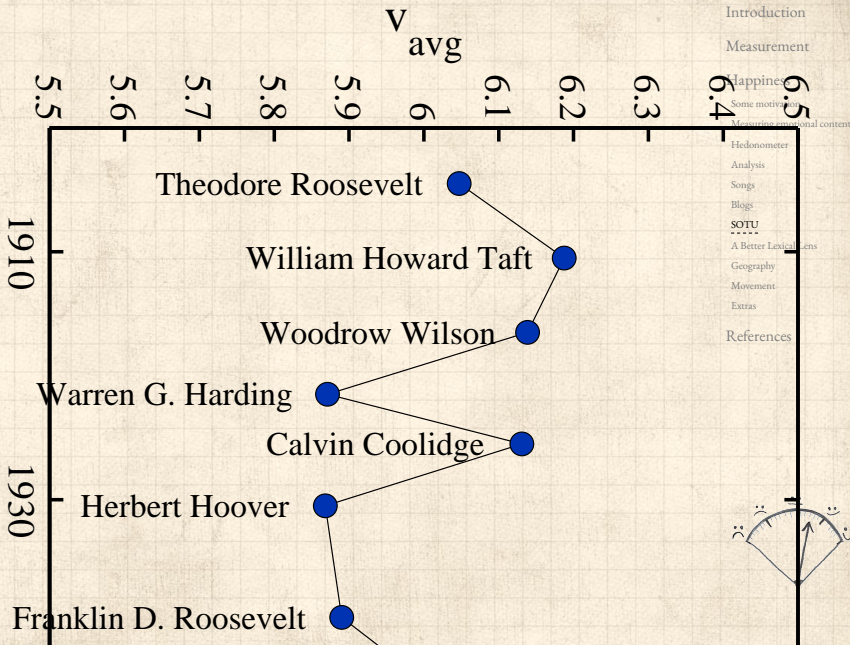 v
avg
5.5 5.6 5.7 5.8 5.9 6 6.1 6.2 6.3 6.4 6.5
Theodore Roosevelt
1910
William Howard Taft
Woodrow Wilson
Warren G. Harding
Calvin Coolidge
1930
Herbert Hoover
Franklin D. Roosevelt
Introduction
Measurement
Happiness
Some motivation
Measuring emotional content
Hedonometer
Analysis
Songs
Blogs
SOTU
A Better Lexical Lens
Geography
Movement
Extras
References